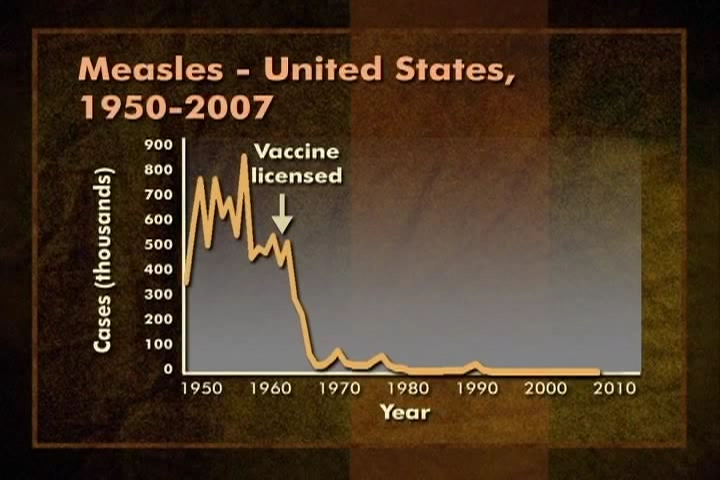 Measles - United States,
1950-2007
Vaccine
licensed
Cases (thousands)
900
800
700
600
500
400
300
200
100
0
1950 1960 1970 1980 1990 2000 2010
Year